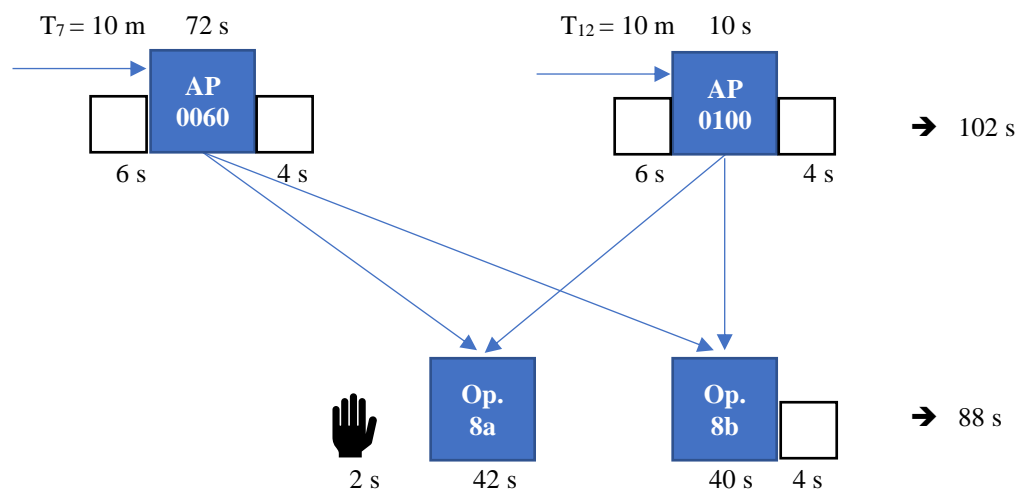 T₇ = 10 m 72 s T₁₂ = 10 m 10 s
AP
0060
AP
0100
➔ 102 s
6 s 4 s 6 s 4 s
Op.
8a
Op.
8b
➔ 88 s
2 s 42 s 40 s 4 s